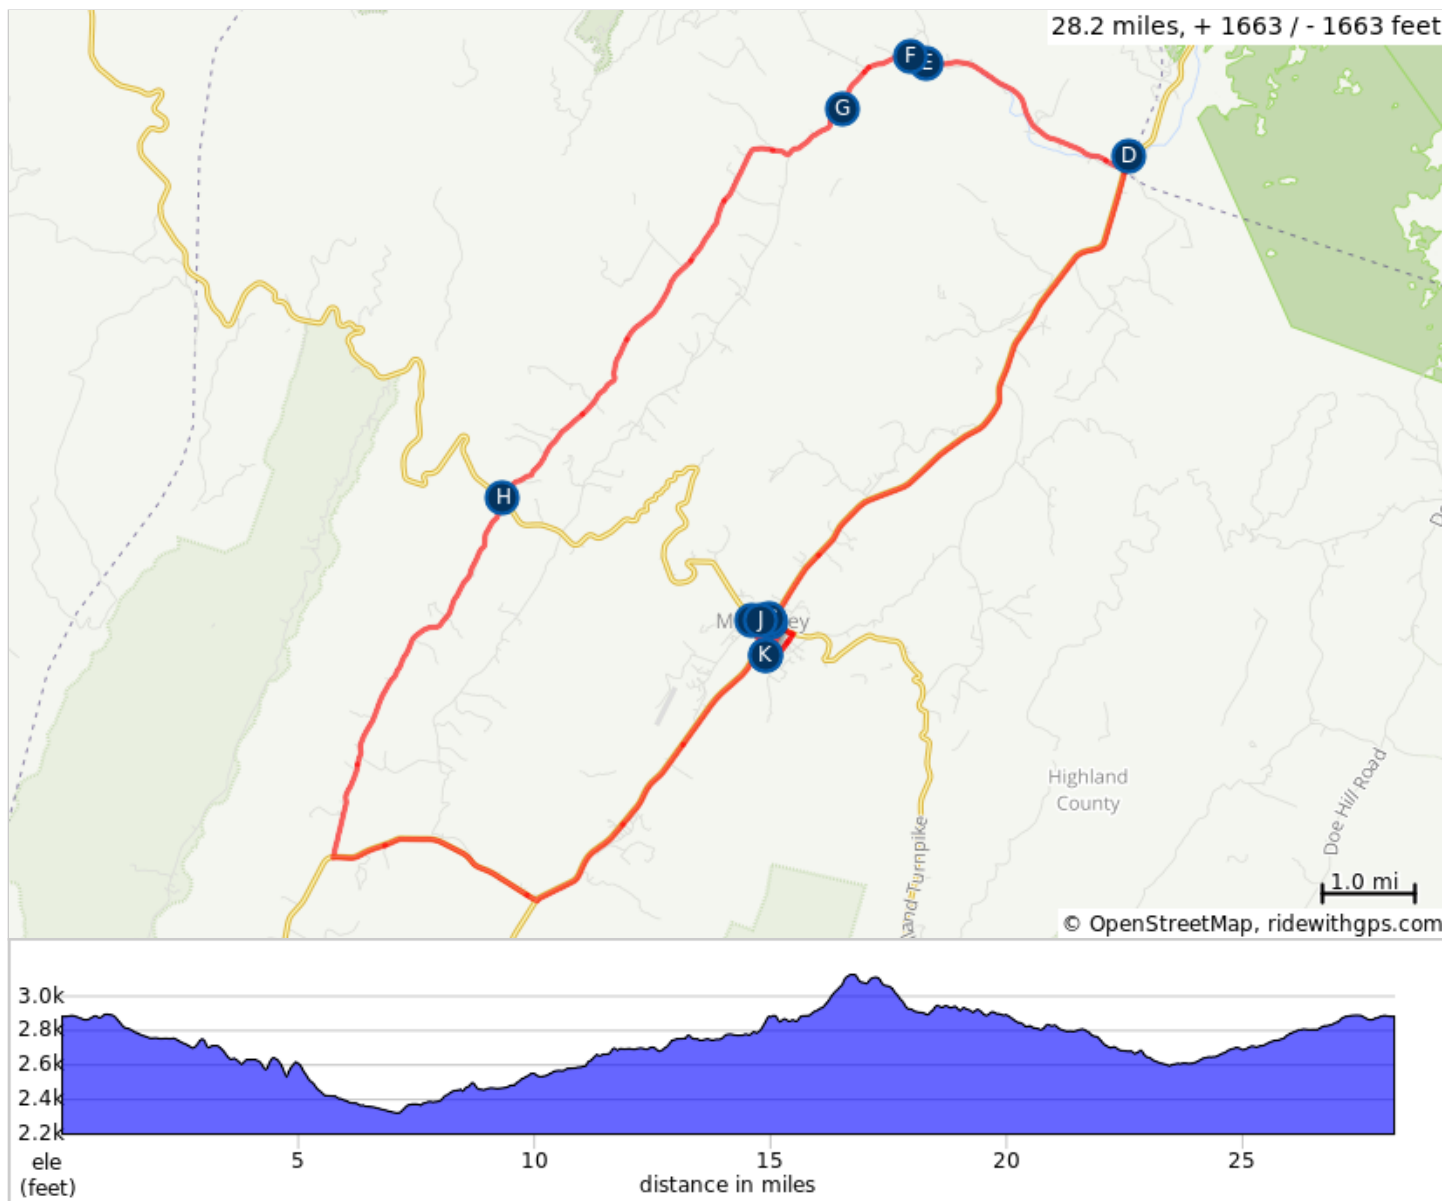 28.2 miles, + 1663 / - 1663 feet
F
E
G
D
H
J
K
Highland
County
Doe Hill Road
1.0 mi
© OpenStreetMap, ridewithgps.com
3.0k
2.8k
2.6k
2.4k
2.2k
5
10
15
20
25
ele
(feet)
distance in miles